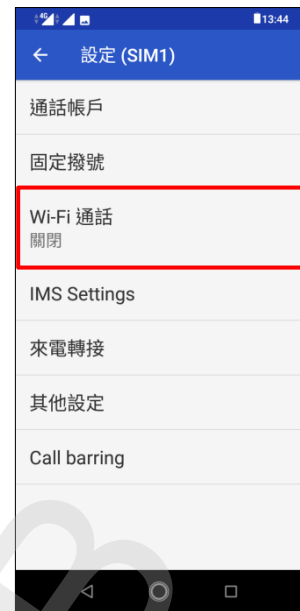 4G 13:44
設定 (SIM1)
通話帳戶
固定撥號
Wi-Fi 通話
關閉
IMS Settings
來電轉接
其他設定
Call barring